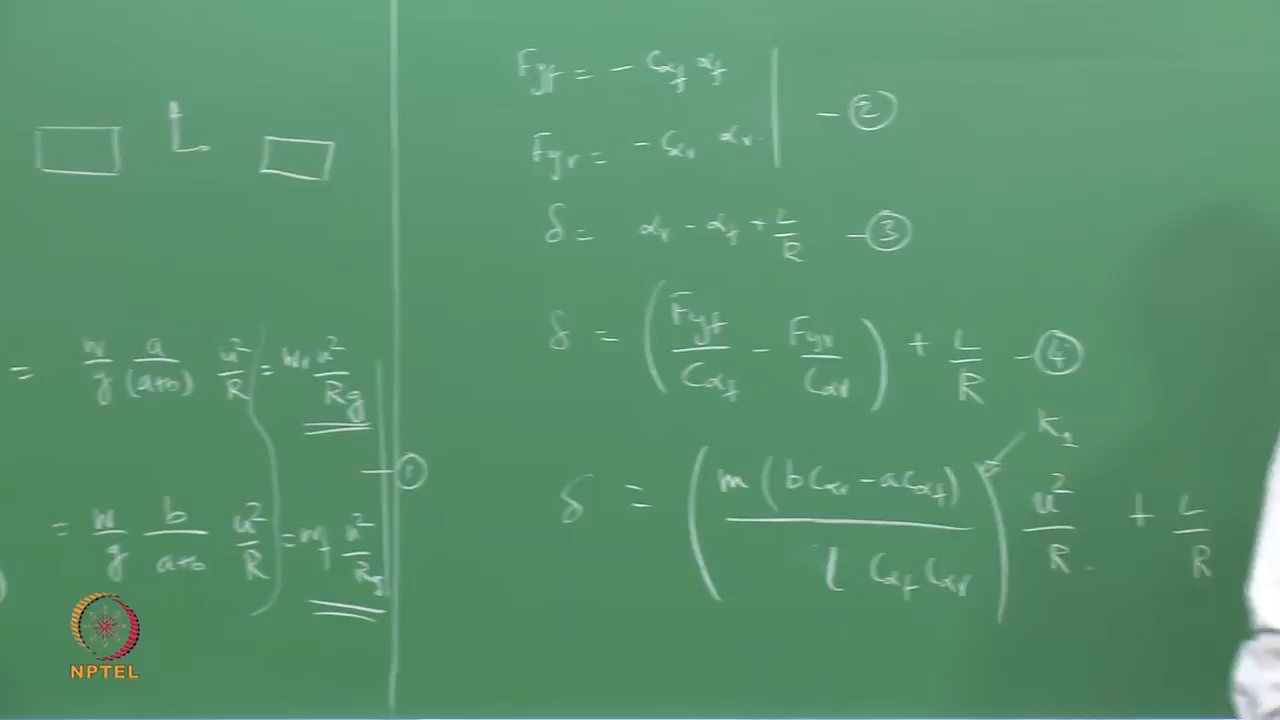 = W/g a/(a+b) u²/R = Wr u²/Rg
= W/g b/a+b u²/R = Wf u²/Rg
— ①
Fyf = - Cαf αf
Fyr = - Cαr αr
— ②
δ = αr - αf + L/R — ③
δ = (Fyf/Cαf - Fyr/Cαr) + L/R — ④
K1
δ = (m (b Cαr - a Cαf) / l Cαf Cαr) u²/R + L/R
NPTEL